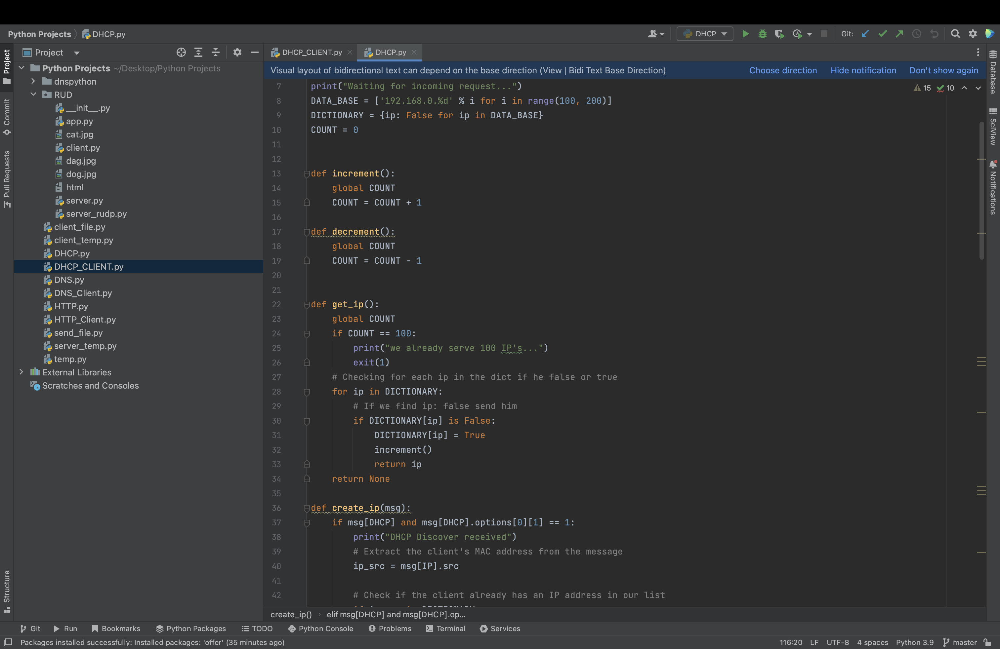 Python Projects
DHCP.py
DHCP
Git:
Project
DHCP_CLIENT.py
DHCP.py
Project
Commit
Pull Requests
Structure
Python Projects ~/Desktop/Python Projects
dnspython
RUD
__init__.py
app.py
cat.jpg
client.py
dag.jpg
dog.jpg
html
server.py
server_rudp.py
client_file.py
client_temp.py
DHCP.py
DHCP_CLIENT.py
DNS.py
DNS_Client.py
HTTP.py
HTTP_Client.py
send_file.py
server_temp.py
temp.py
External Libraries
Scratches and Consoles
Visual layout of bidirectional text can depend on the base direction (View | Bidi Text Base Direction)
Choose direction Hide notification Don't show again
15 10
7 print("Waiting for incoming request...")
8 DATA_BASE = ['192.168.0.%d' % i for i in range(100, 200)]
9 DICTIONARY = {ip: False for ip in DATA_BASE}
10 COUNT = 0
11
12
13 def increment():
14 global COUNT
15 COUNT = COUNT + 1
16
17 def decrement():
18 global COUNT
19 COUNT = COUNT - 1
20
21
22 def get_ip():
23 global COUNT
24 if COUNT == 100:
25 print("we already serve 100 IP's...")
26 exit(1)
27 # Checking for each ip in the dict if he false or true
28 for ip in DICTIONARY:
29 # If we find ip: false send him
30 if DICTIONARY[ip] is False:
31 DICTIONARY[ip] = True
32 increment()
33 return ip
34 return None
35
36 def create_ip(msg):
37 if msg[DHCP] and msg[DHCP].options[0][1] == 1:
38 print("DHCP Discover received")
39 # Extract the client's MAC address from the message
40 ip_src = msg[IP].src
41
42 # Check if the client already has an IP address in our list
create_ip() › elif msg[DHCP] and msg[DHCP].op...
Database
SciView
Notifications
Git Run Bookmarks Python Packages TODO Python Console Problems Terminal Services
Packages installed successfully: Installed packages: 'offer' (35 minutes ago)
116:20 LF UTF-8 4 spaces Python 3.9 master